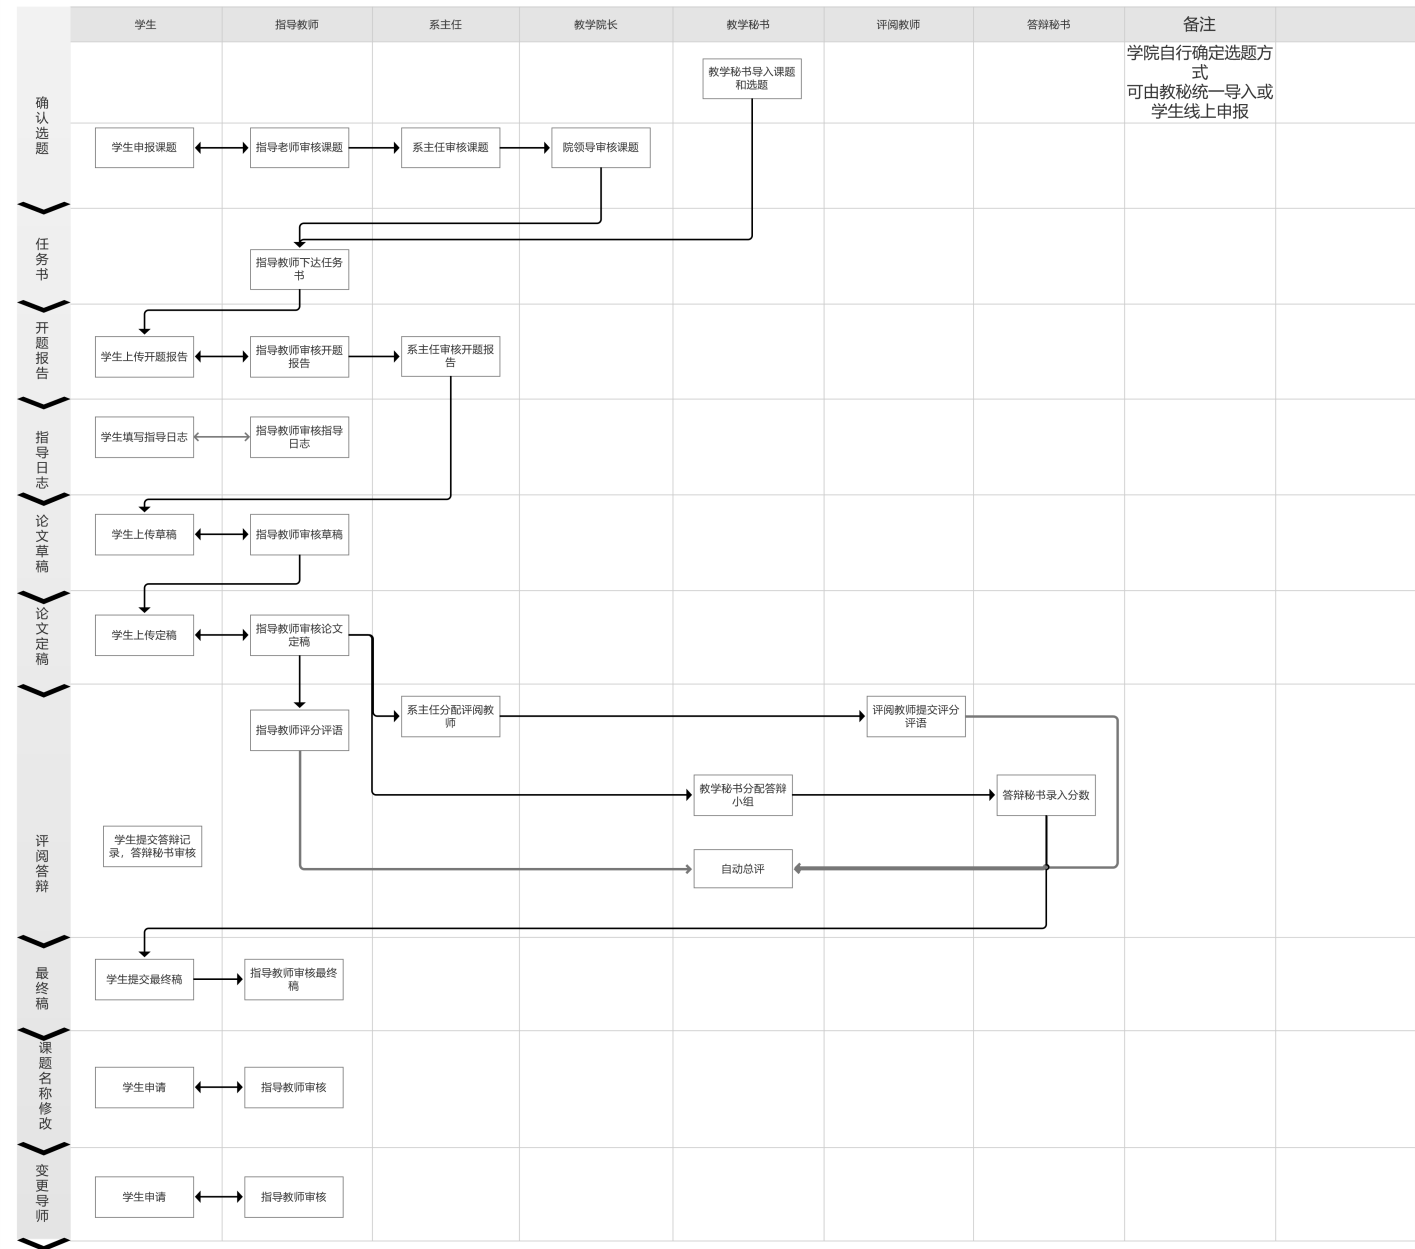 学生
指导教师
系主任
教学院长
教学秘书
评阅教师
答辩秘书
备注
确认选题
教学秘书导入课题
和选题
学院自行确定选题方
式
可由教秘统一导入或
学生线上申报
学生申报课题
指导老师审核课题
系主任审核课题
院领导审核课题
任务书
指导教师下达任务
书
开题报告
学生上传开题报告
指导教师审核开题
报告
系主任审核开题报
告
指导日志
学生填写指导日志
指导教师审核指导
日志
论文草稿
学生上传草稿
指导教师审核草稿
论文定稿
学生上传定稿
指导教师审核论文
定稿
评阅答辩
指导教师评分评语
系主任分配评阅教
师
评阅教师提交评分
评语
教学秘书分配答辩
小组
答辩秘书录入分数
学生提交答辩记
录，答辩秘书审核
自动总评
最终稿
学生提交最终稿
指导教师审核最终
稿
课题名称修改
学生申请
指导教师审核
变更导师
学生申请
指导教师审核